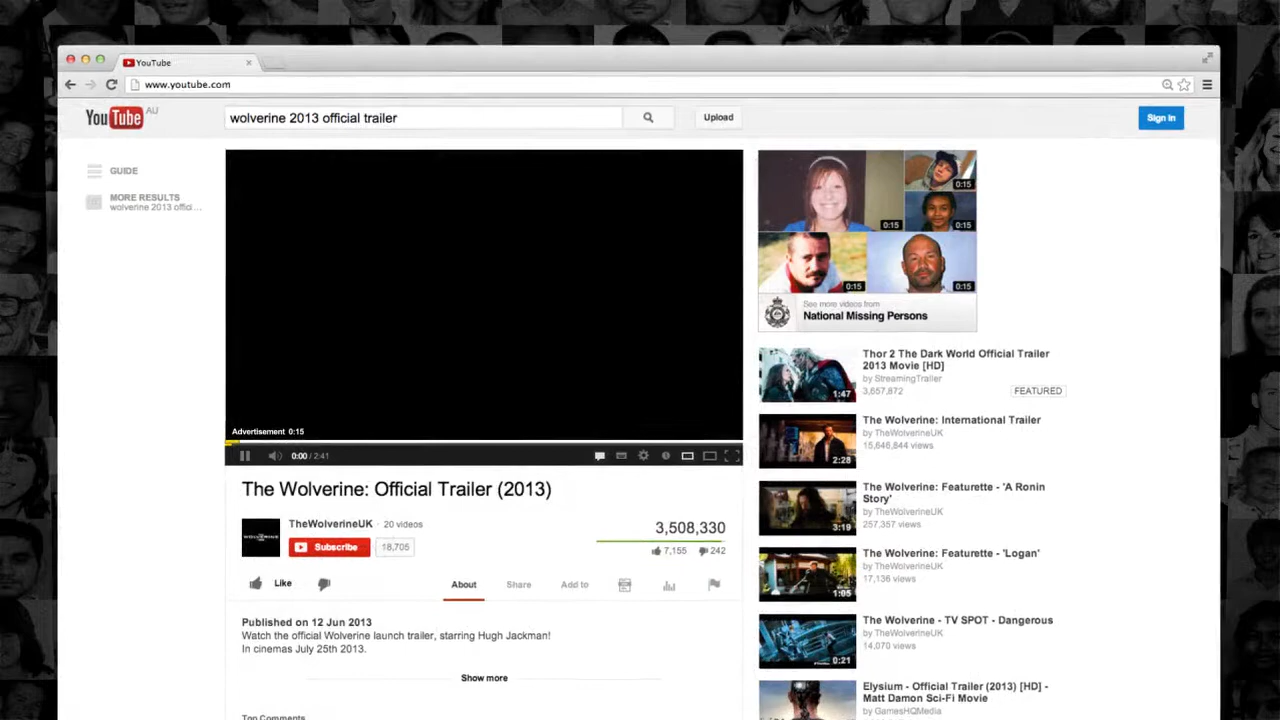 YouTube
www.youtube.com
YouTube AU
wolverine 2013 official trailer
Upload
Sign In
GUIDE
MORE RESULTS
wolverine 2013 offici...
Advertisement 0:15
0:00 / 2:41
The Wolverine: Official Trailer (2013)
TheWolverineUK · 20 videos
Subscribe 18,705
3,508,330
7,155 242
Like
About Share Add to
Published on 12 Jun 2013
Watch the official Wolverine launch trailer, starring Hugh Jackman!
In cinemas July 25th 2013.
Show more
Top Comments
0:15
0:15
0:15
0:15
0:15
See more videos from
National Missing Persons
Thor 2 The Dark World Official Trailer
2013 Movie [HD]
by StreamingTrailer
3,657,872
FEATURED
1:47
The Wolverine: International Trailer
by TheWolverineUK
15,646,844 views
2:28
The Wolverine: Featurette - 'A Ronin
Story'
by TheWolverineUK
257,357 views
3:19
The Wolverine: Featurette - 'Logan'
by TheWolverineUK
17,136 views
1:05
The Wolverine - TV SPOT - Dangerous
by TheWolverineUK
14,070 views
0:21
Elysium - Official Trailer (2013) [HD] -
Matt Damon Sci-Fi Movie
by GamesHQMedia